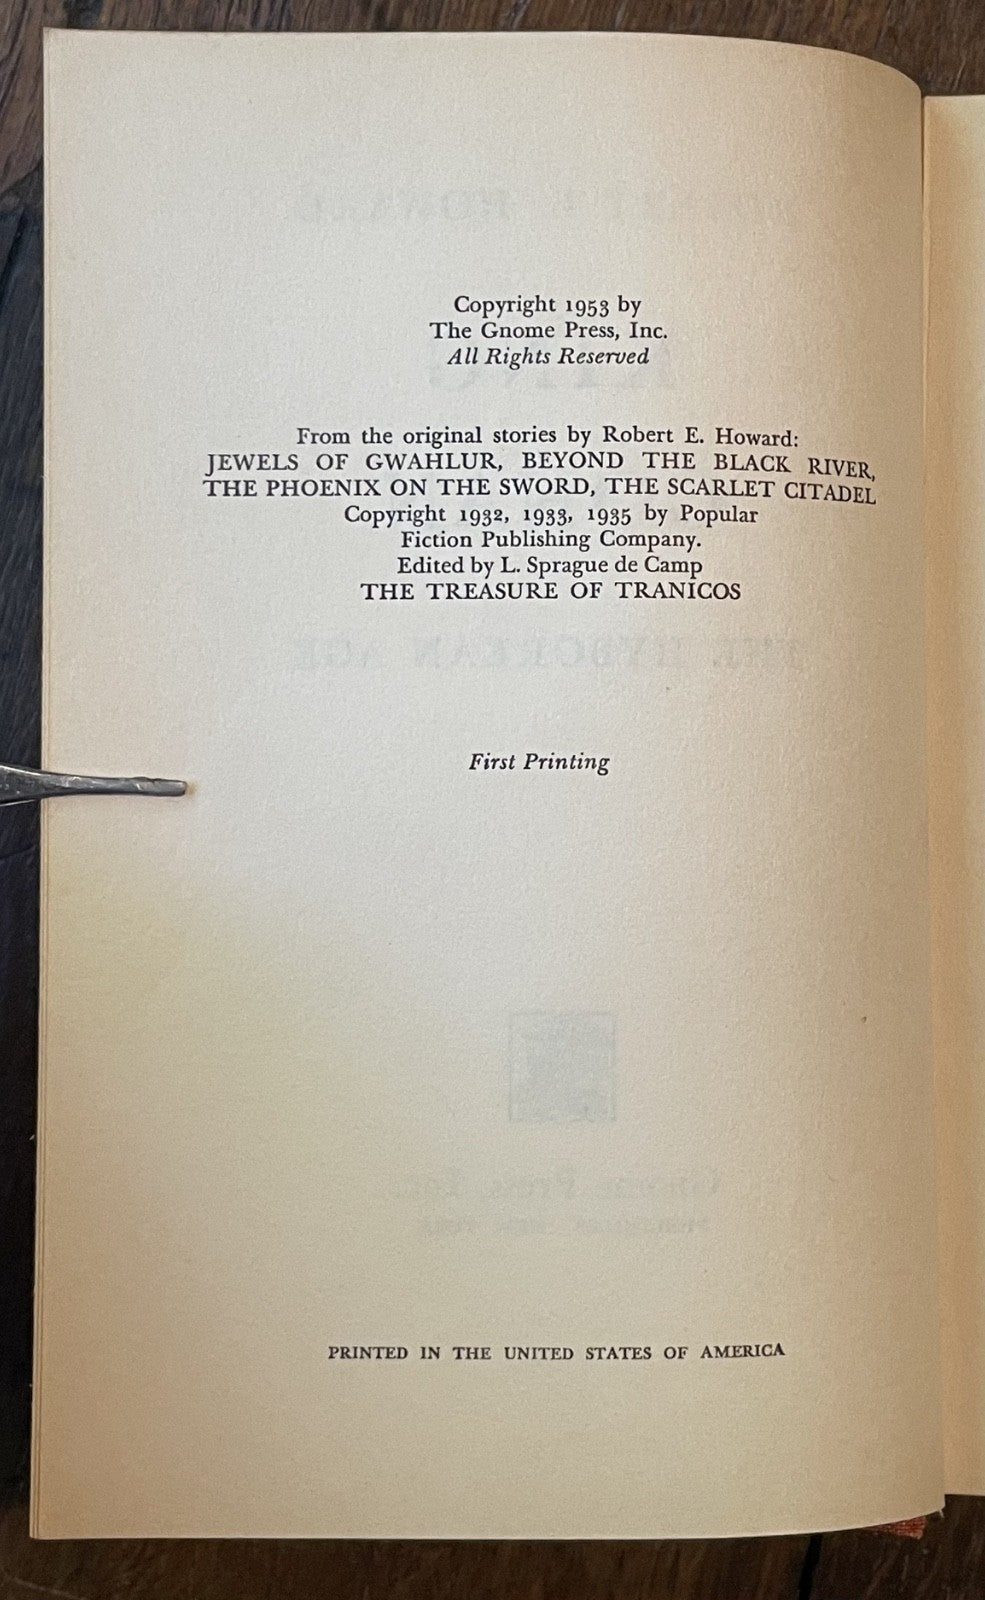 Copyright 1953 by
The Gnome Press, Inc.
All Rights Reserved
From the original stories by Robert E. Howard:
JEWELS OF GWAHLUR, BEYOND THE BLACK RIVER,
THE PHOENIX ON THE SWORD, THE SCARLET CITADEL
Copyright 1932, 1933, 1935 by Popular
Fiction Publishing Company.
Edited by L. Sprague de Camp
THE TREASURE OF TRANICOS
First Printing
PRINTED IN THE UNITED STATES OF AMERICA